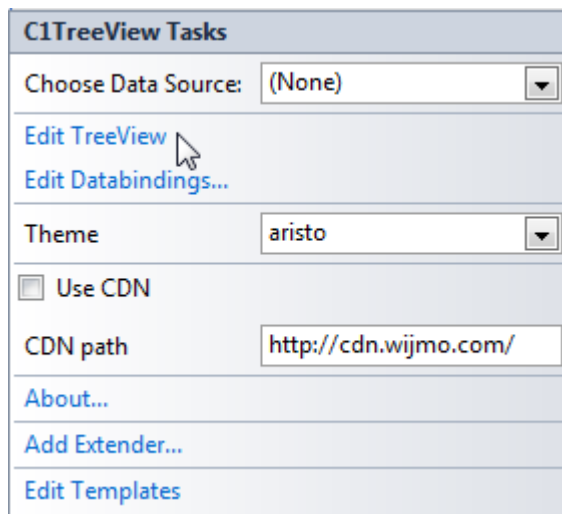 C1TreeView Tasks
Choose Data Source: (None)
Edit TreeView
Edit Databindings...
Theme aristo
Use CDN
CDN path http://cdn.wijmo.com/
About...
Add Extender...
Edit Templates